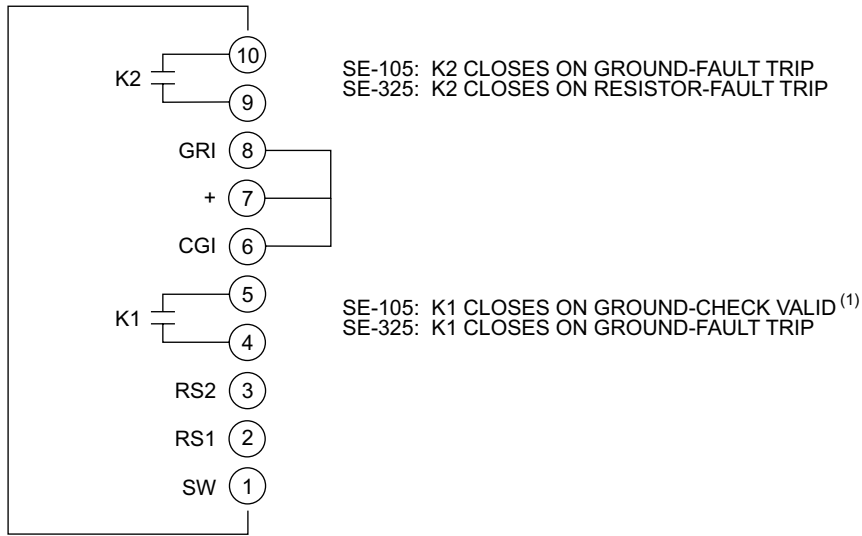 10
K2
SE-105: K2 CLOSES ON GROUND-FAULT TRIP
SE-325: K2 CLOSES ON RESISTOR-FAULT TRIP
9
GRI 8
+ 7
CGI 6
5
K1
SE-105: K1 CLOSES ON GROUND-CHECK VALID (1)
SE-325: K1 CLOSES ON GROUND-FAULT TRIP
4
RS2 3
RS1 2
SW 1